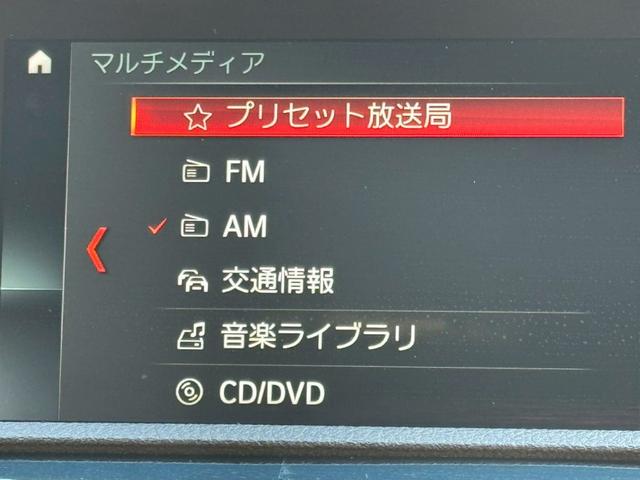 マルチメディア
プリセット放送局
FM
AM
交通情報
音楽ライブラリ
CD/DVD